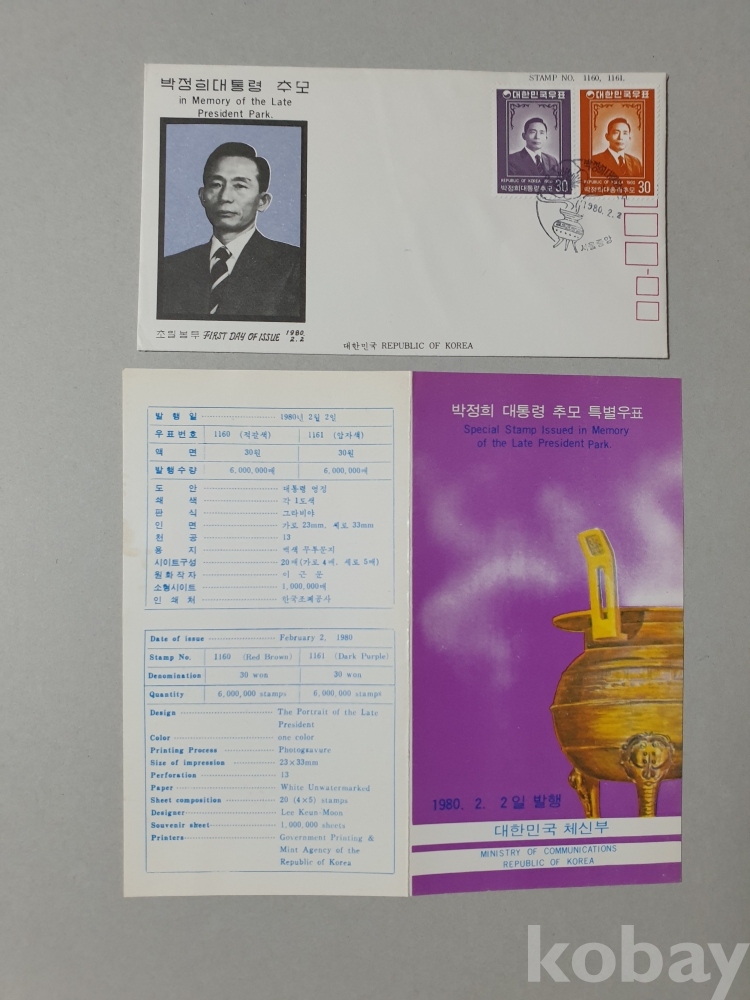 박정희대통령 추모
in Memory of the Late
President Park.
STAMP NO. 1160, 1161.
대한민국우표
REPUBLIC OF KOREA 1980
박정희대통령추모 30
대한민국우표
REPUBLIC OF KOREA 1980
박정희대통령추모 30
1980. 2. 2
서울중앙
FIRST DAY OF ISSUE 1980. 2. 2
대한민국 REPUBLIC OF KOREA
발행일 1980년 2월 2일
우표번호 1160 (적갈색) 1161 (암자색)
액면 30원 30원
발행수량 6,000,000매 6,000,000매
도안 대통령 영정
쇄색 각 1도색
판식 그라비아
인면 가로 23mm, 세로 33mm
천공 13
용지 백색 무투문지
시이트구성 20매(가로 4매, 세로 5매)
원화작자 이근문
소형시이트 1,000,000매
인쇄처 한국조폐공사
Date of issue February 2, 1980
Stamp No. 1160 (Red Brown) 1161 (Dark Purple)
Denomination 30 won 30 won
Quantity 6,000,000 stamps 6,000,000 stamps
Design The Portrait of the Late
President
Color one color
Printing Process Photogravure
Size of impression 23×33mm
Perforation 13
Paper White Unwatermarked
Sheet composition 20 (4×5) stamps
Designer Lee Keun-Moon
Souvenir sheet 1,000,000 sheets
Printers Government Printing &
Mint Agency of the
Republic of Korea
박정희 대통령 추모 특별우표
Special Stamp Issued in Memory
of the Late President Park.
1980. 2. 2일 발행
대한민국 체신부
MINISTRY OF COMMUNICATIONS
REPUBLIC OF KOREA
kobay